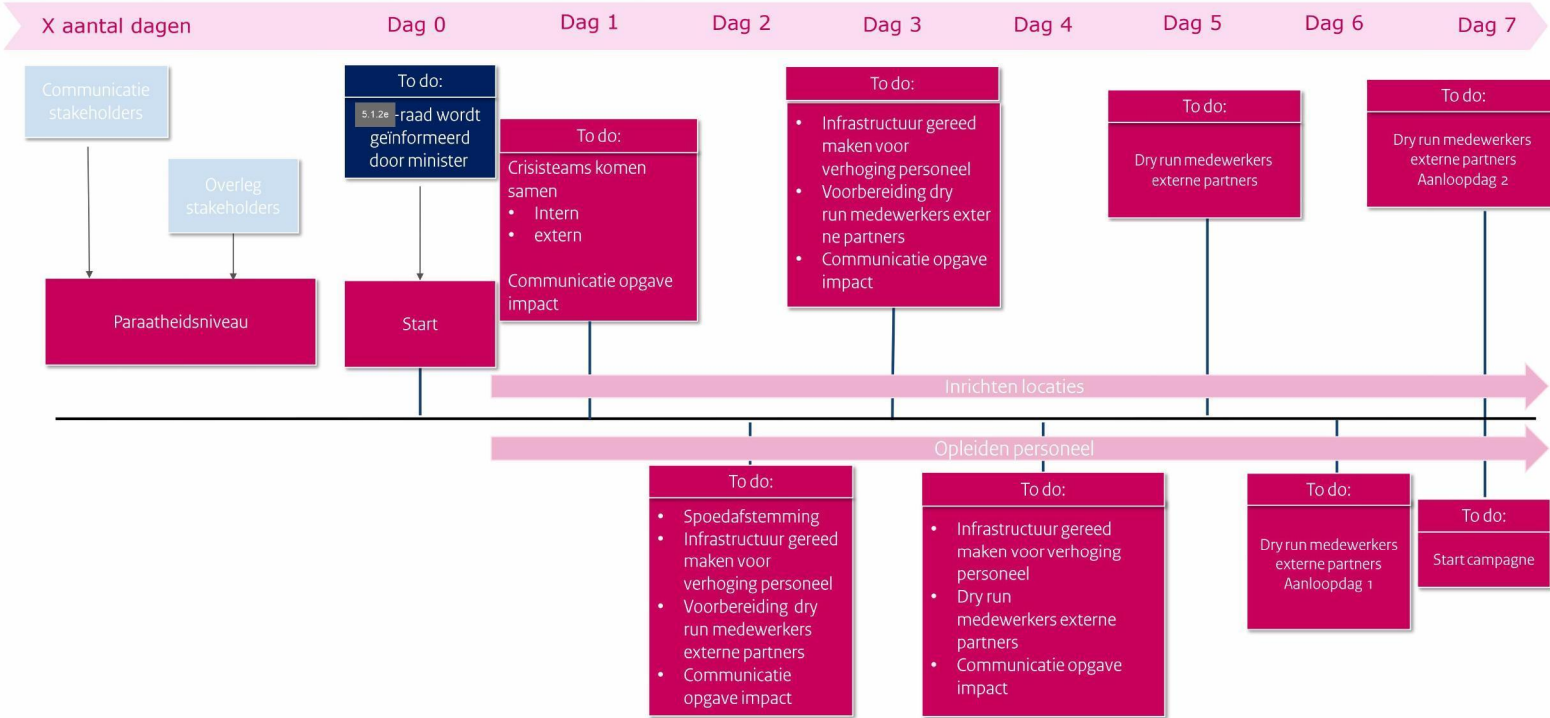 X aantal dagen
Dag 0
Dag 1
Dag 2
Dag 3
Dag 4
Dag 5
Dag 6
Dag 7
Communicatie
stakeholders
Overleg
stakeholders
Paraatheidsniveau
To do:
5.1.2e -raad wordt
geïnformeerd
door minister
Start
To do:
Crisisteams komen
samen
• Intern
• extern
Communicatie opgave
impact
To do:
• Infrastructuur gereed
maken voor
verhoging personeel
• Voorbereiding dry
run medewerkers exter
ne partners
• Communicatie opgave
impact
To do:
Dry run medewerkers
externe partners
To do:
Dry run medewerkers
externe partners
Aanloopdag 2
Inrichten locaties
Opleiden personeel
To do:
• Spoedafstemming
• Infrastructuur gereed
maken voor
verhoging personeel
• Voorbereiding dry
run medewerkers
externe partners
• Communicatie
opgave impact
To do:
• Infrastructuur gereed
maken voor verhoging
personeel
• Dry run
medewerkers externe
partners
• Communicatie opgave
impact
To do:
Dry run medewerkers
externe partners
Aanloopdag 1
To do:
Start campagne